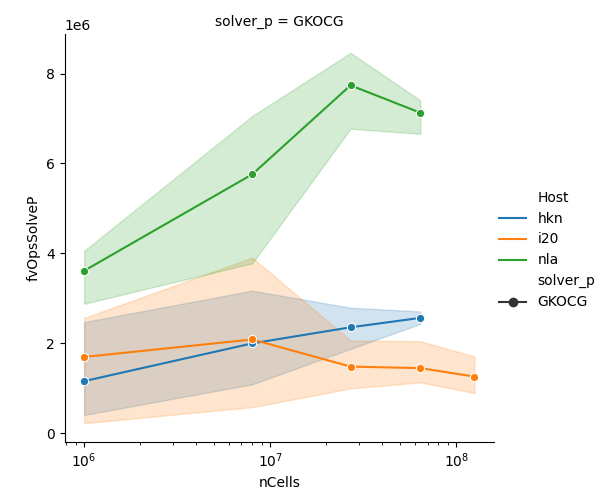 solver_p = GKOCG
1e6
8
6
4
2
0
fvOpsSolveP
10^6
10^7
10^8
nCells
Host
hkn
i20
nla
solver_p
GKOCG